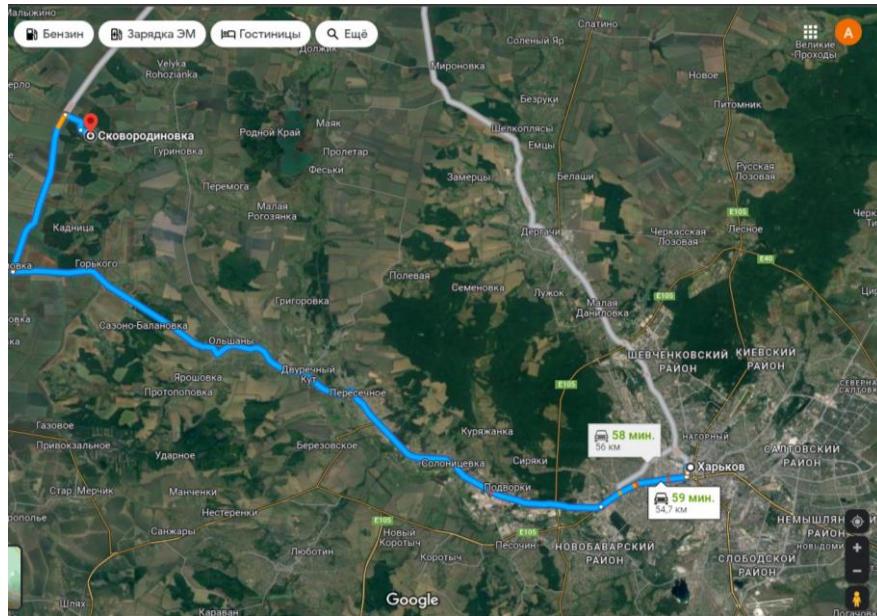 Малыжино
Бензин
Зарядка ЭМ
Гостиницы
Ещё
A
Слатино
Соленый Яр
Великие
Проходы
Должик
Velyka
Rohozianka
Мироновка
Новое
Безруки
Питомник
Маяк
Родной Край
Шелкоплясы
Емцы
Сковородиновка
Гуриновка
Пролетар
Феськи
Замерцы
Белаши
Русская
Лозовая
Перемога
Малая
Рогозянка
E105
Кадница
Дергачи
Черкасская
Лозовая
Лесное
E40
Горького
Полевая
Семеновка
Лужок
Григоровка
Малая
Даниловка
E105
Сазоно-Балановка
Ольшаны
ШЕВЧЕНКОВСКИЙ
РАЙОН
КИЕВСКИЙ
РАЙОН
Двуречный
Кут
Ярошовка
Протопоповка
Пересечное
E105
Газовое
Привокзальное
Куряжанка
58 мин.
56 км
НАГОРНЫЙ
Березовское
Ударное
САЛТОВСКИЙ
РАЙОН
Солоницевка
Сиряки
Харьков
Стар. Мерчик
Манченки
Подворки
59 мин.
54,7 км
Нестеренки
E105
E105
Санжары
Новый
Коротыч
Песочин
НОВОБАВАРСКИЙ
РАЙОН
Люботин
Коротыч
СЛОБОДСКОЙ
РАЙОН
Google
Шлях
Караван